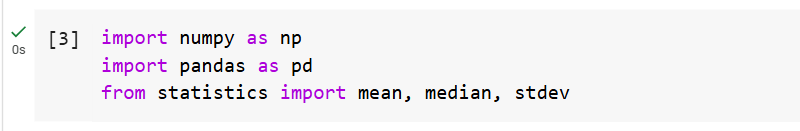 [3] import numpy as np
0s import pandas as pd
from statistics import mean, median, stdev